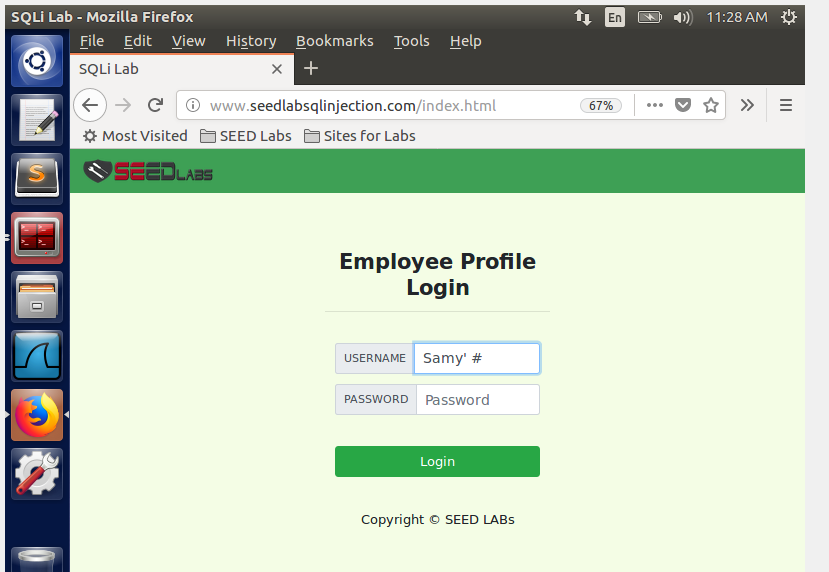 SQLi Lab - Mozilla Firefox En 11:28 AM
File Edit View History Bookmarks Tools Help
SQLi Lab
www.seedlabsqlinjection.com/index.html 67%
Most Visited SEED Labs Sites for Labs
SEEDLABS
Employee Profile
Login
USERNAME Samy' #
PASSWORD Password
Login
Copyright © SEED LABs